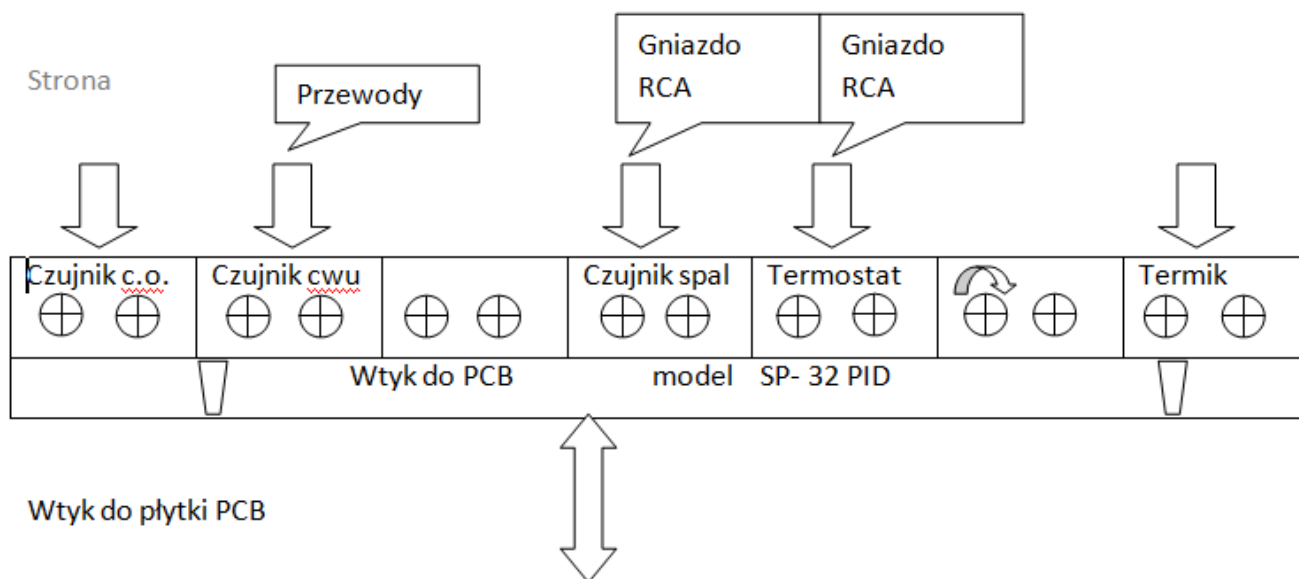 Strona
Przewody
Gniazdo
RCA
Gniazdo
RCA
Czujnik c.o.
Czujnik cwu
Czujnik spal
Termostat
Termik
Wtyk do PCB model SP- 32 PID
Wtyk do płytki PCB